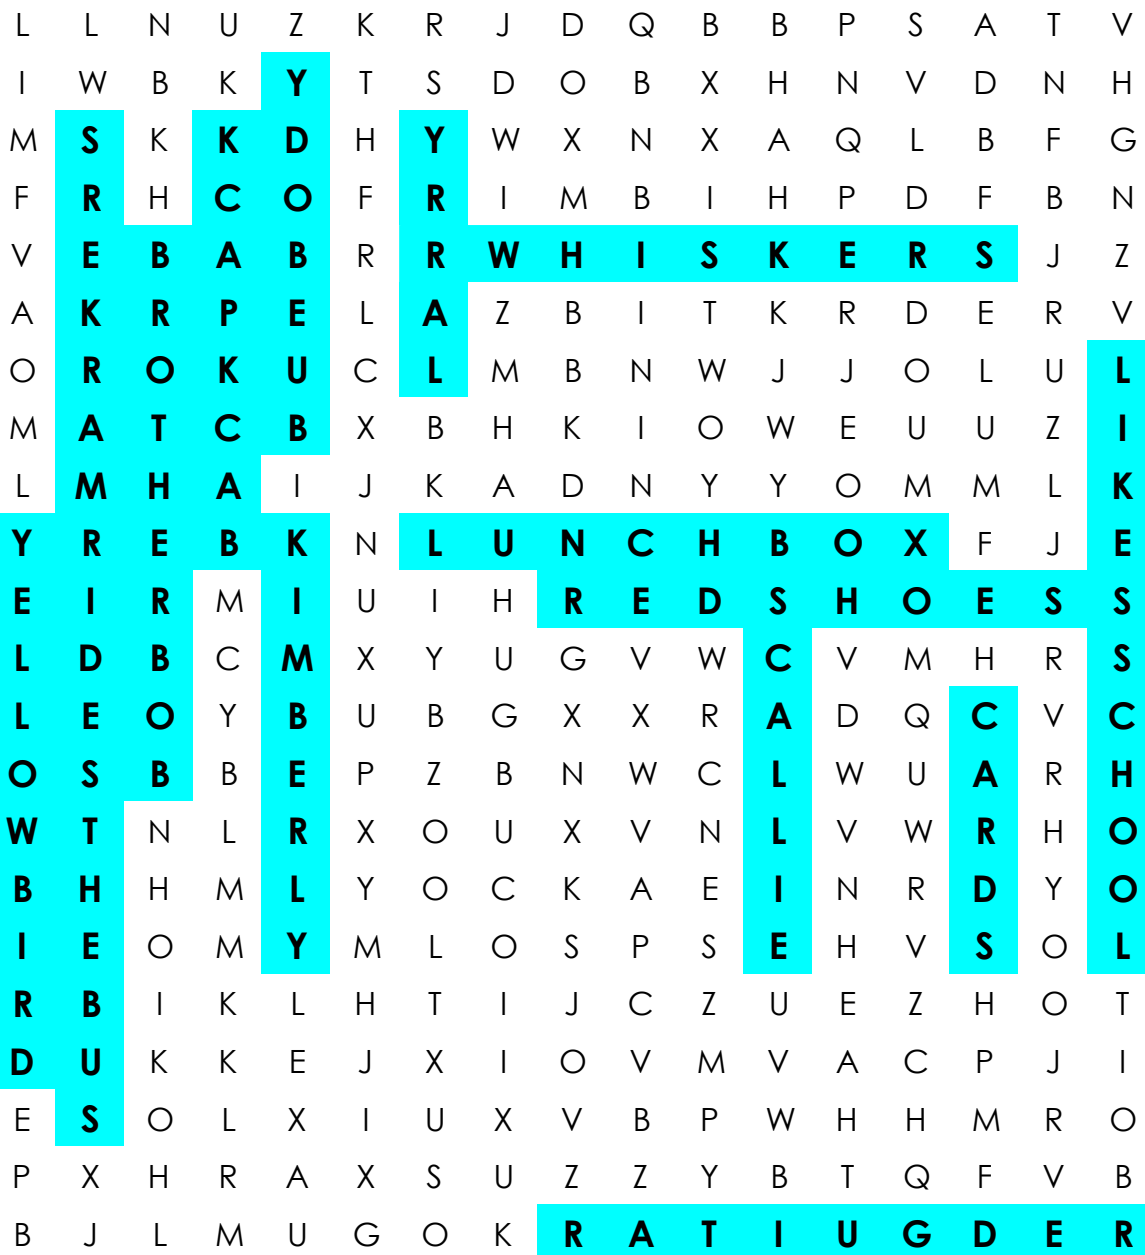 L L N U Z K R J D Q B B P S A T V
I W B K Y T S D O B X H N V D N H
M S K K D H Y W X N X A Q L B F G
F R H C O F R I M B I H P D F B N
V E B A B R R W H I S K E R S J Z
A K R P E L A Z B I T K R D E R V
O R O K U C L M B N W J J O L U L
M A T C B X B H K I O W E U U Z I
L M H A I J K A D N Y Y O M M L K
Y R E B K N L U N C H B O X F J E
E I R M I U I H R E D S H O E S S
L D B C M X Y U G V W C V M H R S
L E O Y B U B G X X R A D Q C V C
O S B B E P Z B N W C L W U A R H
W T N L R X O U X V N L V W R H O
B H H M L Y O C K A E I N R D Y O
I E O M Y M L O S P S E H V S O L
R B I K L H T I J C Z U E Z H O T
D U K K E J X I O V M V A C P J I
E S O L X I U X V B P W H H M R O
P X H R A X S U Z Z Y B T Q F V B
B J L M U G O K R A T I U G D E R